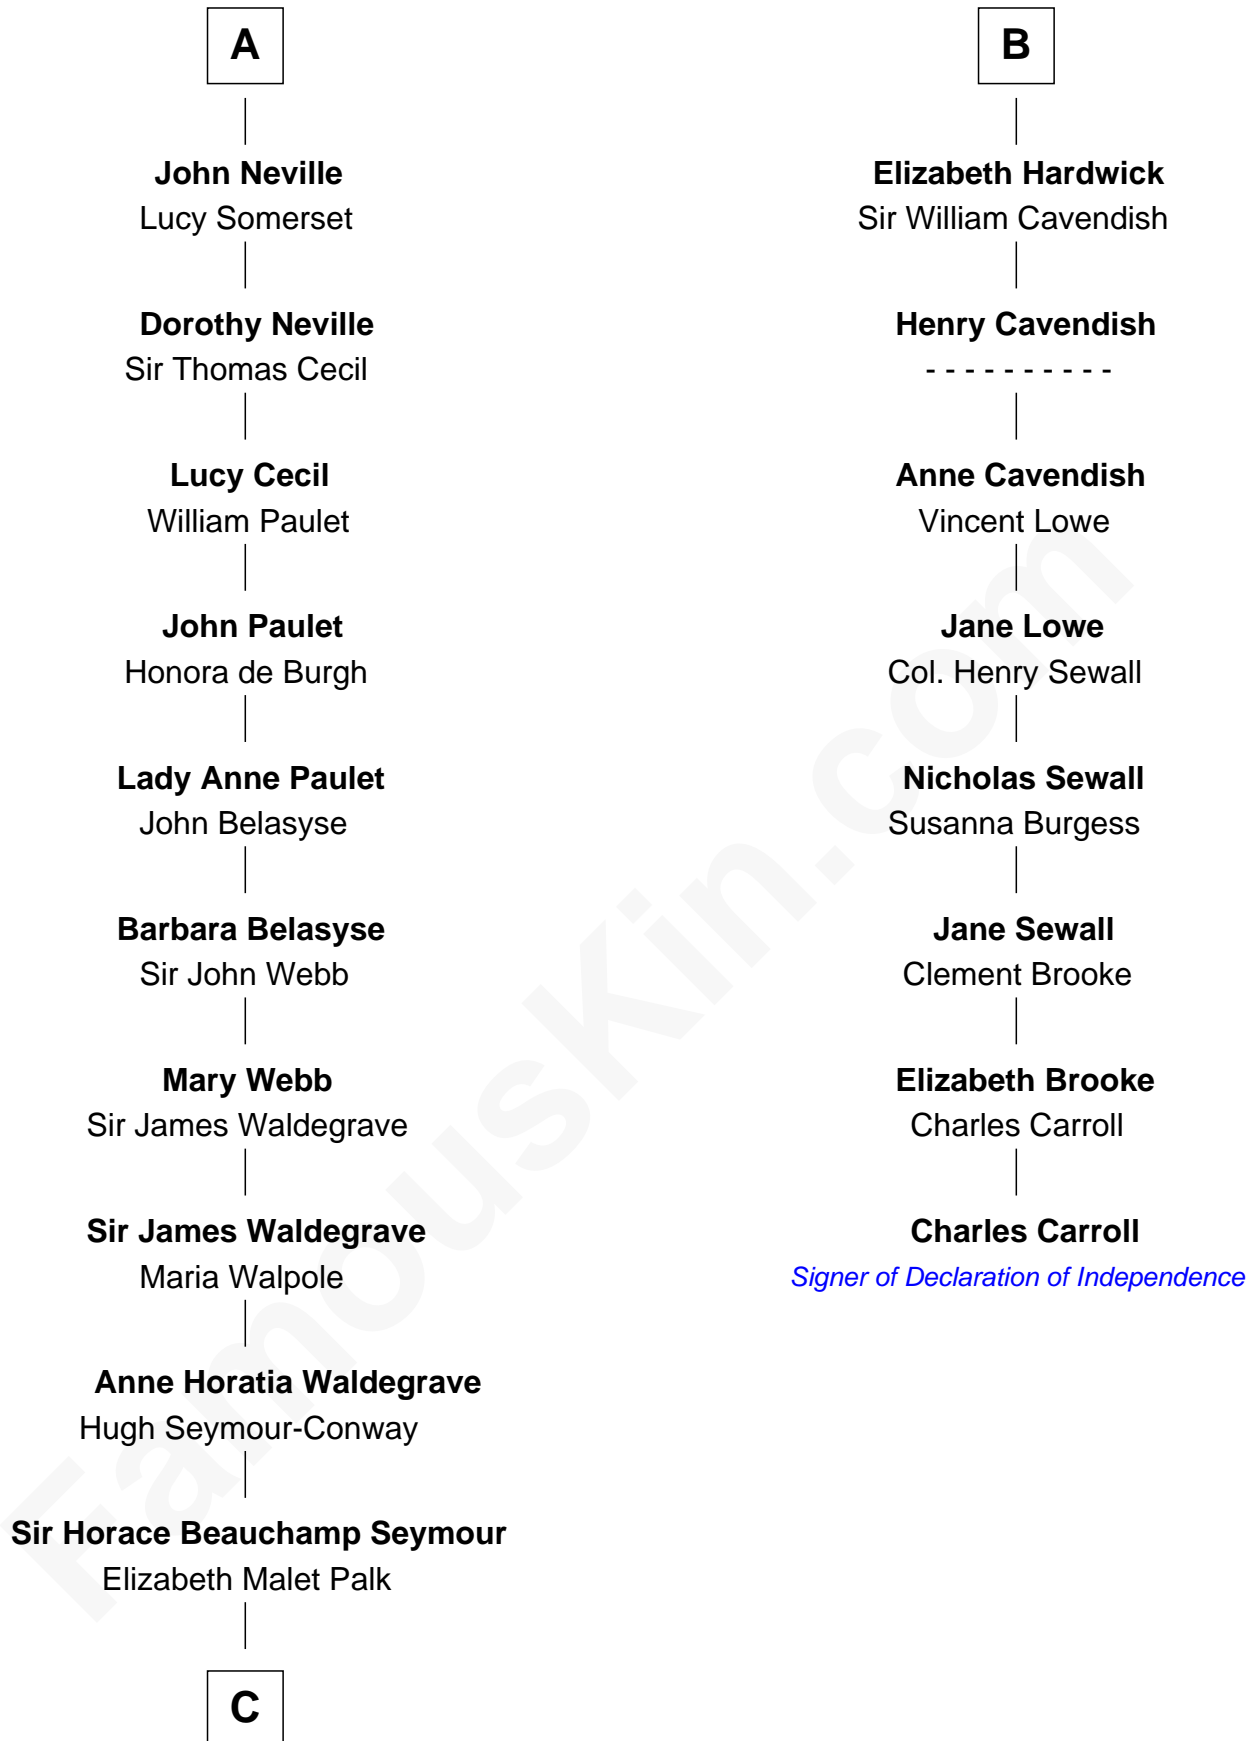 A
John Neville
Lucy Somerset
Dorothy Neville
Sir Thomas Cecil
Lucy Cecil
William Paulet
John Paulet
Honora de Burgh
Lady Anne Paulet
John Belasyse
Barbara Belasyse
Sir John Webb
Mary Webb
Sir James Waldegrave
Sir James Waldegrave
Maria Walpole
Anne Horatia Waldegrave
Hugh Seymour-Conway
Sir Horace Beauchamp Seymour
Elizabeth Malet Palk
C
B
Elizabeth Hardwick
Sir William Cavendish
Henry Cavendish
- - - - - - - - - -
Anne Cavendish
Vincent Lowe
Jane Lowe
Col. Henry Sewall
Nicholas Sewall
Susanna Burgess
Jane Sewall
Clement Brooke
Elizabeth Brooke
Charles Carroll
Charles Carroll
Signer of Declaration of Independence
FamousKin.com